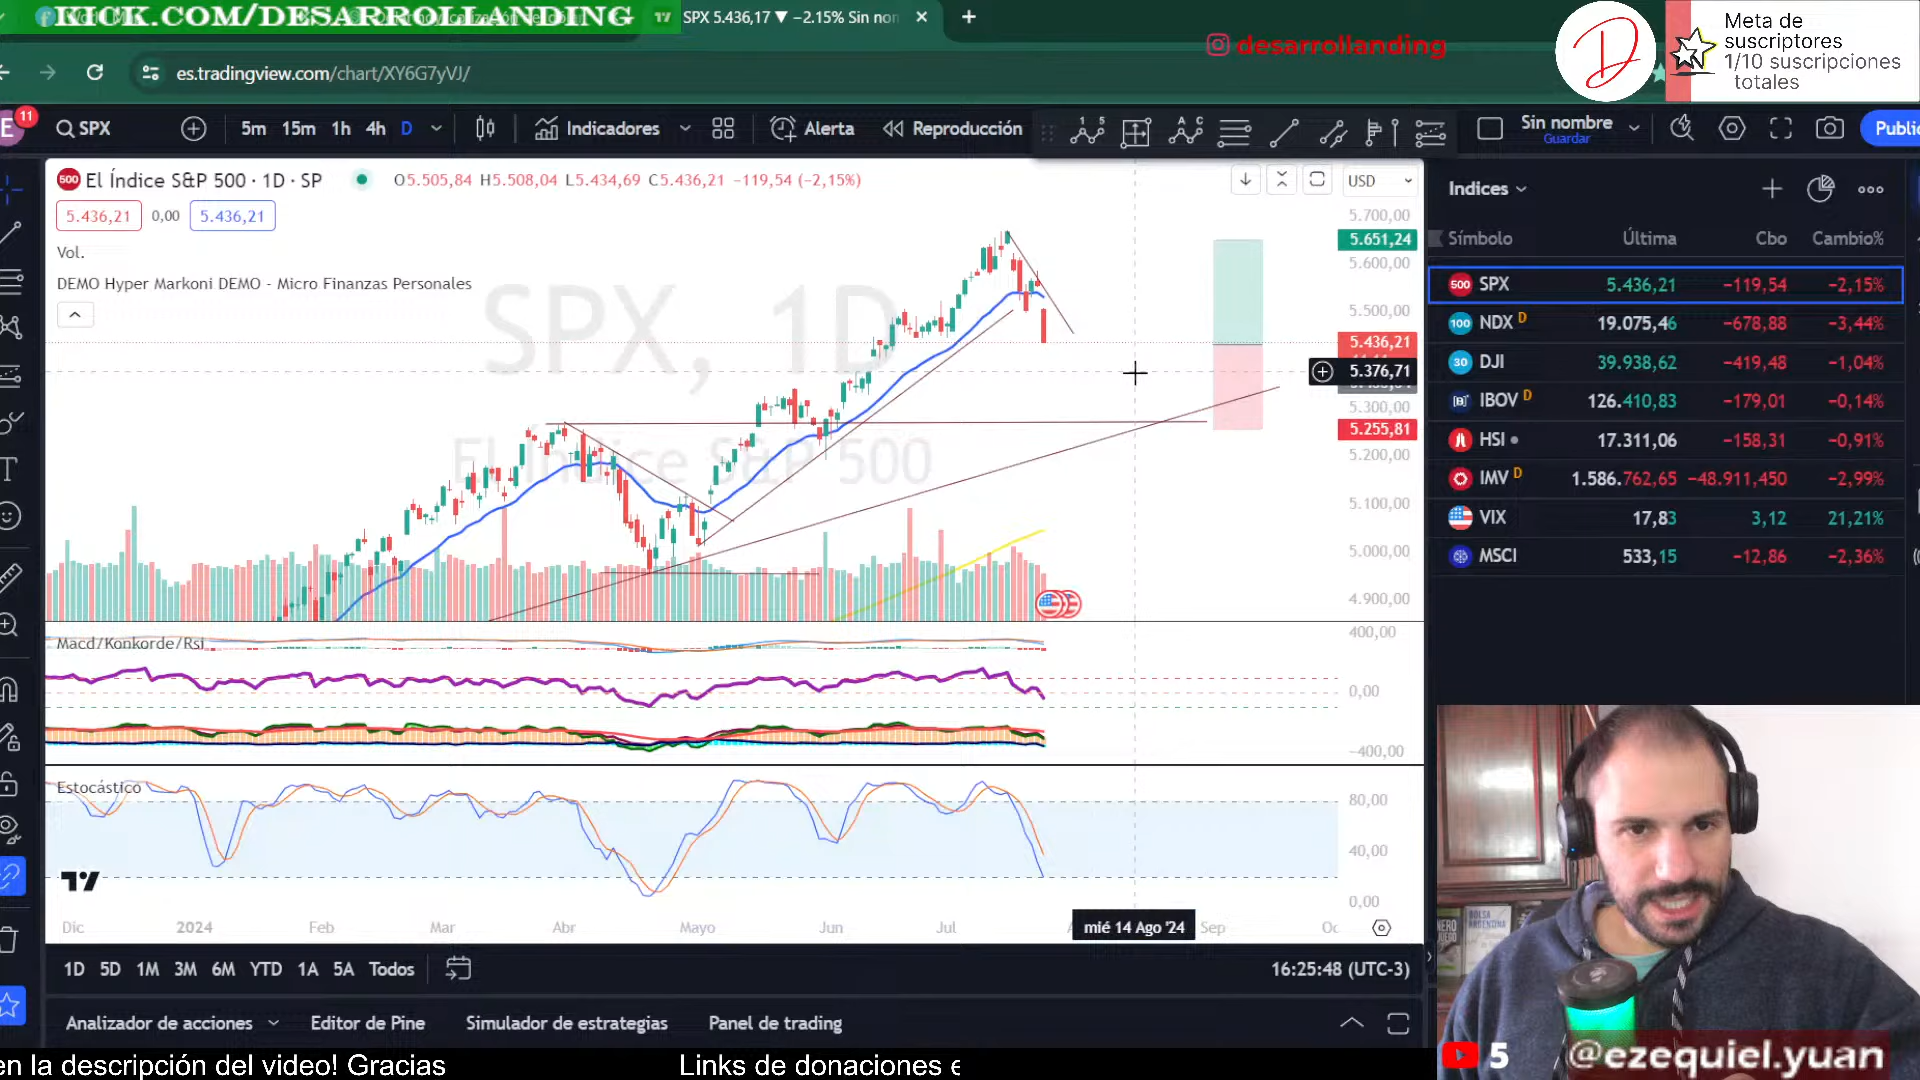 KICK.COM/DESARROLLANDING
SPX 5.436,17 ▼ −2.15% Sin non
desarrollanding
Meta de
suscriptores
1/10 suscripciones
totales
es.tradingview.com/chart/XY6G7yVJ/
E
11
SPX
5m 15m 1h 4h D
Indicadores
Alerta
Reproducción
Sin nombre
Guardar
Public
500 El Índice S&P 500 · 1D · SP
O5.505,84 H5.508,04 L5.434,69 C5.436,21 −119,54 (−2,15%)
5.436,21 0,00 5.436,21
Vol.
DEMO Hyper Markoni DEMO - Micro Finanzas Personales
SPX, 1D
El Índice S&P 500
USD
5.700,00
5.651,24
5.600,00
5.500,00
5.436,21
5.376,71
5.300,00
5.255,81
5.200,00
5.100,00
5.000,00
4.900,00
Macd/Konkorde/Rsi
400,00
0,00
−400,00
Estocástico
80,00
40,00
0,00
Dic 2024 Feb Mar Abr Mayo Jun Jul mié 14 Ago '24 Sep Oc
1D 5D 1M 3M 6M YTD 1A 5A Todos
16:25:48 (UTC-3)
Analizador de acciones Editor de Pine Simulador de estrategias Panel de trading
Indices
Símbolo Última Cbo Cambio%
500 SPX 5.436,21 −119,54 −2,15%
100 NDX D 19.075,46 −678,88 −3,44%
30 DJI 39.938,62 −419,48 −1,04%
IBOV D 126.410,83 −179,01 −0,14%
HSI 17.311,06 −158,31 −0,91%
IMV D 1.586.762,65 −48.911,450 −2,99%
VIX 17,83 3,12 21,21%
MSCI 533,15 −12,86 −2,36%
5 @ezequiel.yuan
en la descripción del video! Gracias
Links de donaciones e